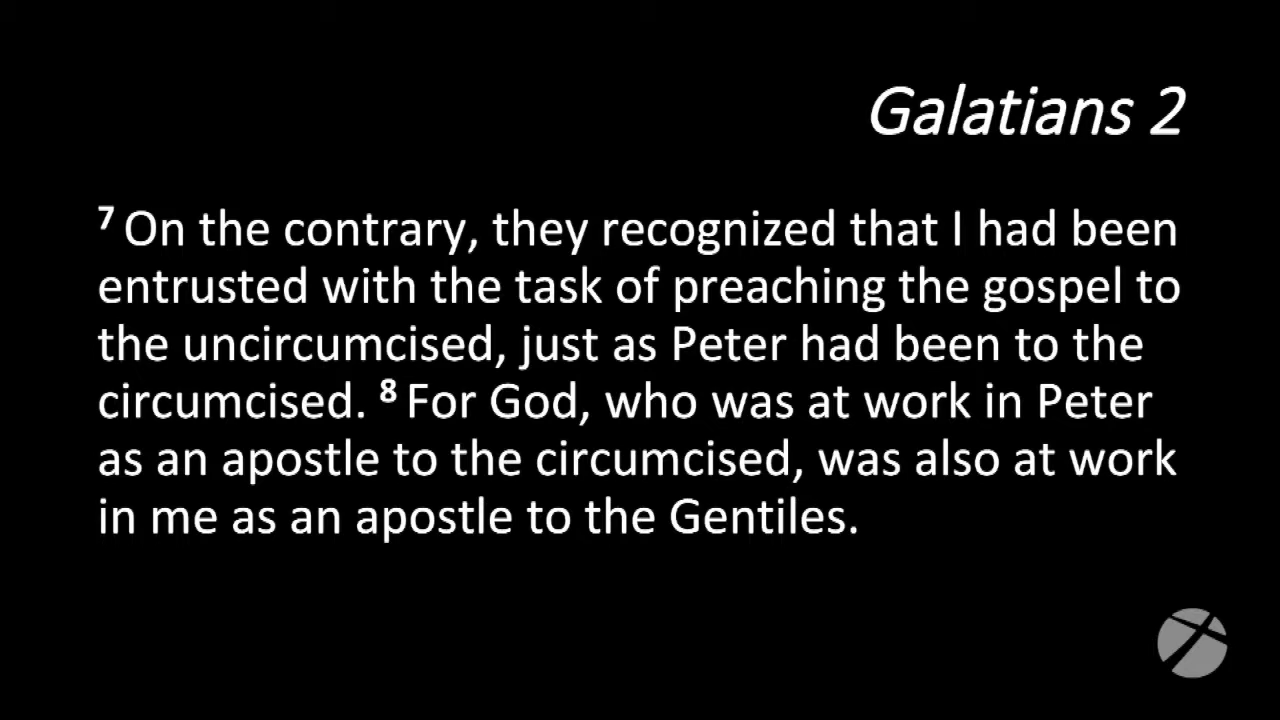 Galatians 2
7 On the contrary, they recognized that I had been
entrusted with the task of preaching the gospel to
the uncircumcised, just as Peter had been to the
circumcised. 8 For God, who was at work in Peter
as an apostle to the circumcised, was also at work
in me as an apostle to the Gentiles.